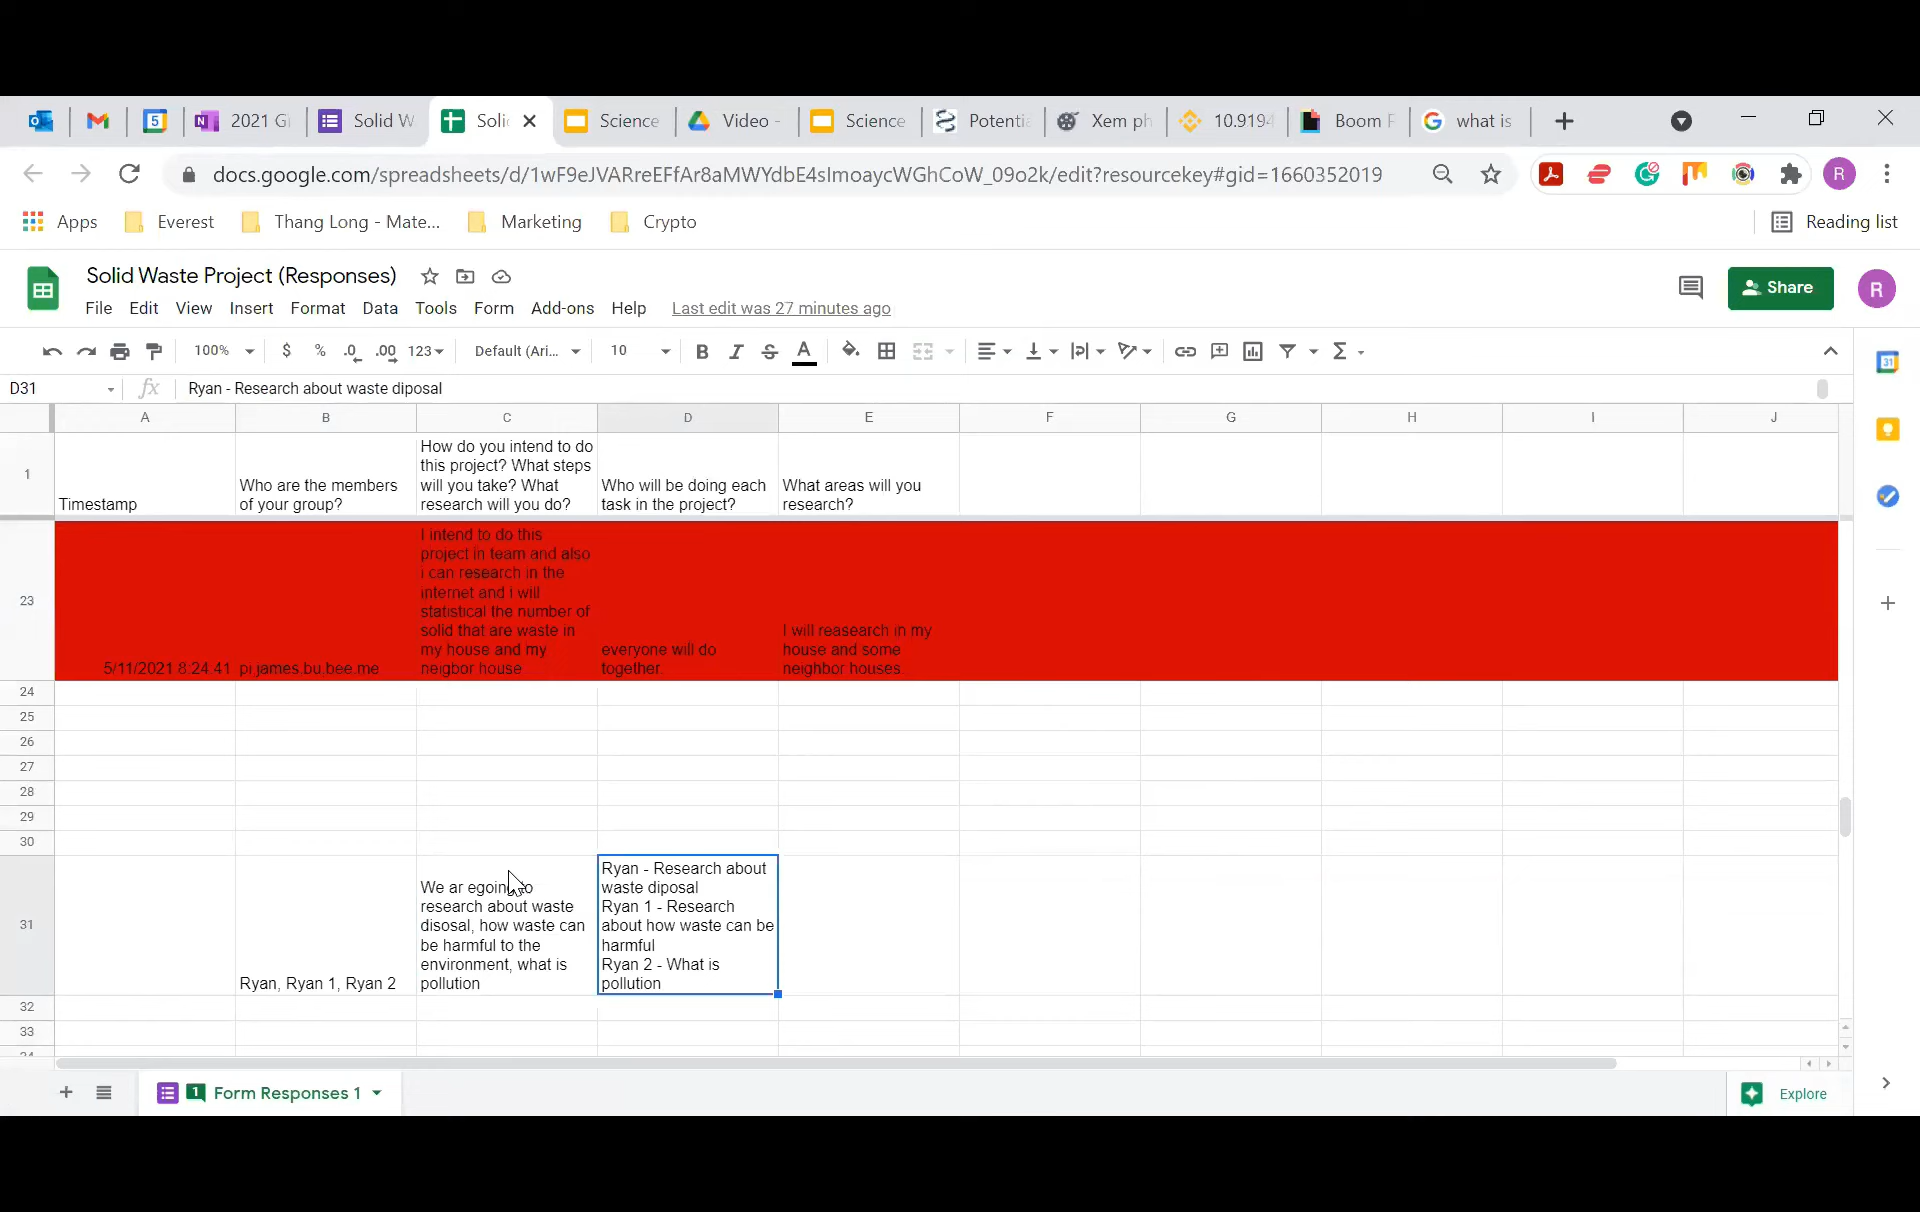 5
2021 Gi
Solid W
Soli
Science
Video -
Science
Potentia
Xem ph
10.9194
Boom F
what is
docs.google.com/spreadsheets/d/1wF9eJVARreEFfAr8aMWYdbE4sImoaycWGhCoW_09o2k/edit?resourcekey#gid=1660352019
R
Apps
Everest
Thang Long - Mate...
Marketing
Crypto
Reading list
Solid Waste Project (Responses)
File Edit View Insert Format Data Tools Form Add-ons Help Last edit was 27 minutes ago
Share
R
100% $ % .0 .00 123 Default (Ari... 10 B I S A
31
D31
fx
Ryan - Research about waste diposal
A B C D E F G H I J
1
Timestamp
Who are the members
of your group?
How do you intend to do
this project? What steps
will you take? What
research will you do?
Who will be doing each
task in the project?
What areas will you
research?
23
5/11/2021 8:24:41
pi.james.bu.bee.me
I intend to do this
project in team and also
i can research in the
internet and i will
statistical the number of
solid that are waste in
my house and my
neigbor house
everyone will do
together
I will reasearch in my
house and some
neighbor houses
24
25
26
27
28
29
30
31
Ryan, Ryan 1, Ryan 2
We ar egoing to
research about waste
disosal, how waste can
be harmful to the
environment, what is
pollution
Ryan - Research about
waste diposal
Ryan 1 - Research
about how waste can be
harmful
Ryan 2 - What is
pollution
32
33
34
1 Form Responses 1
Explore